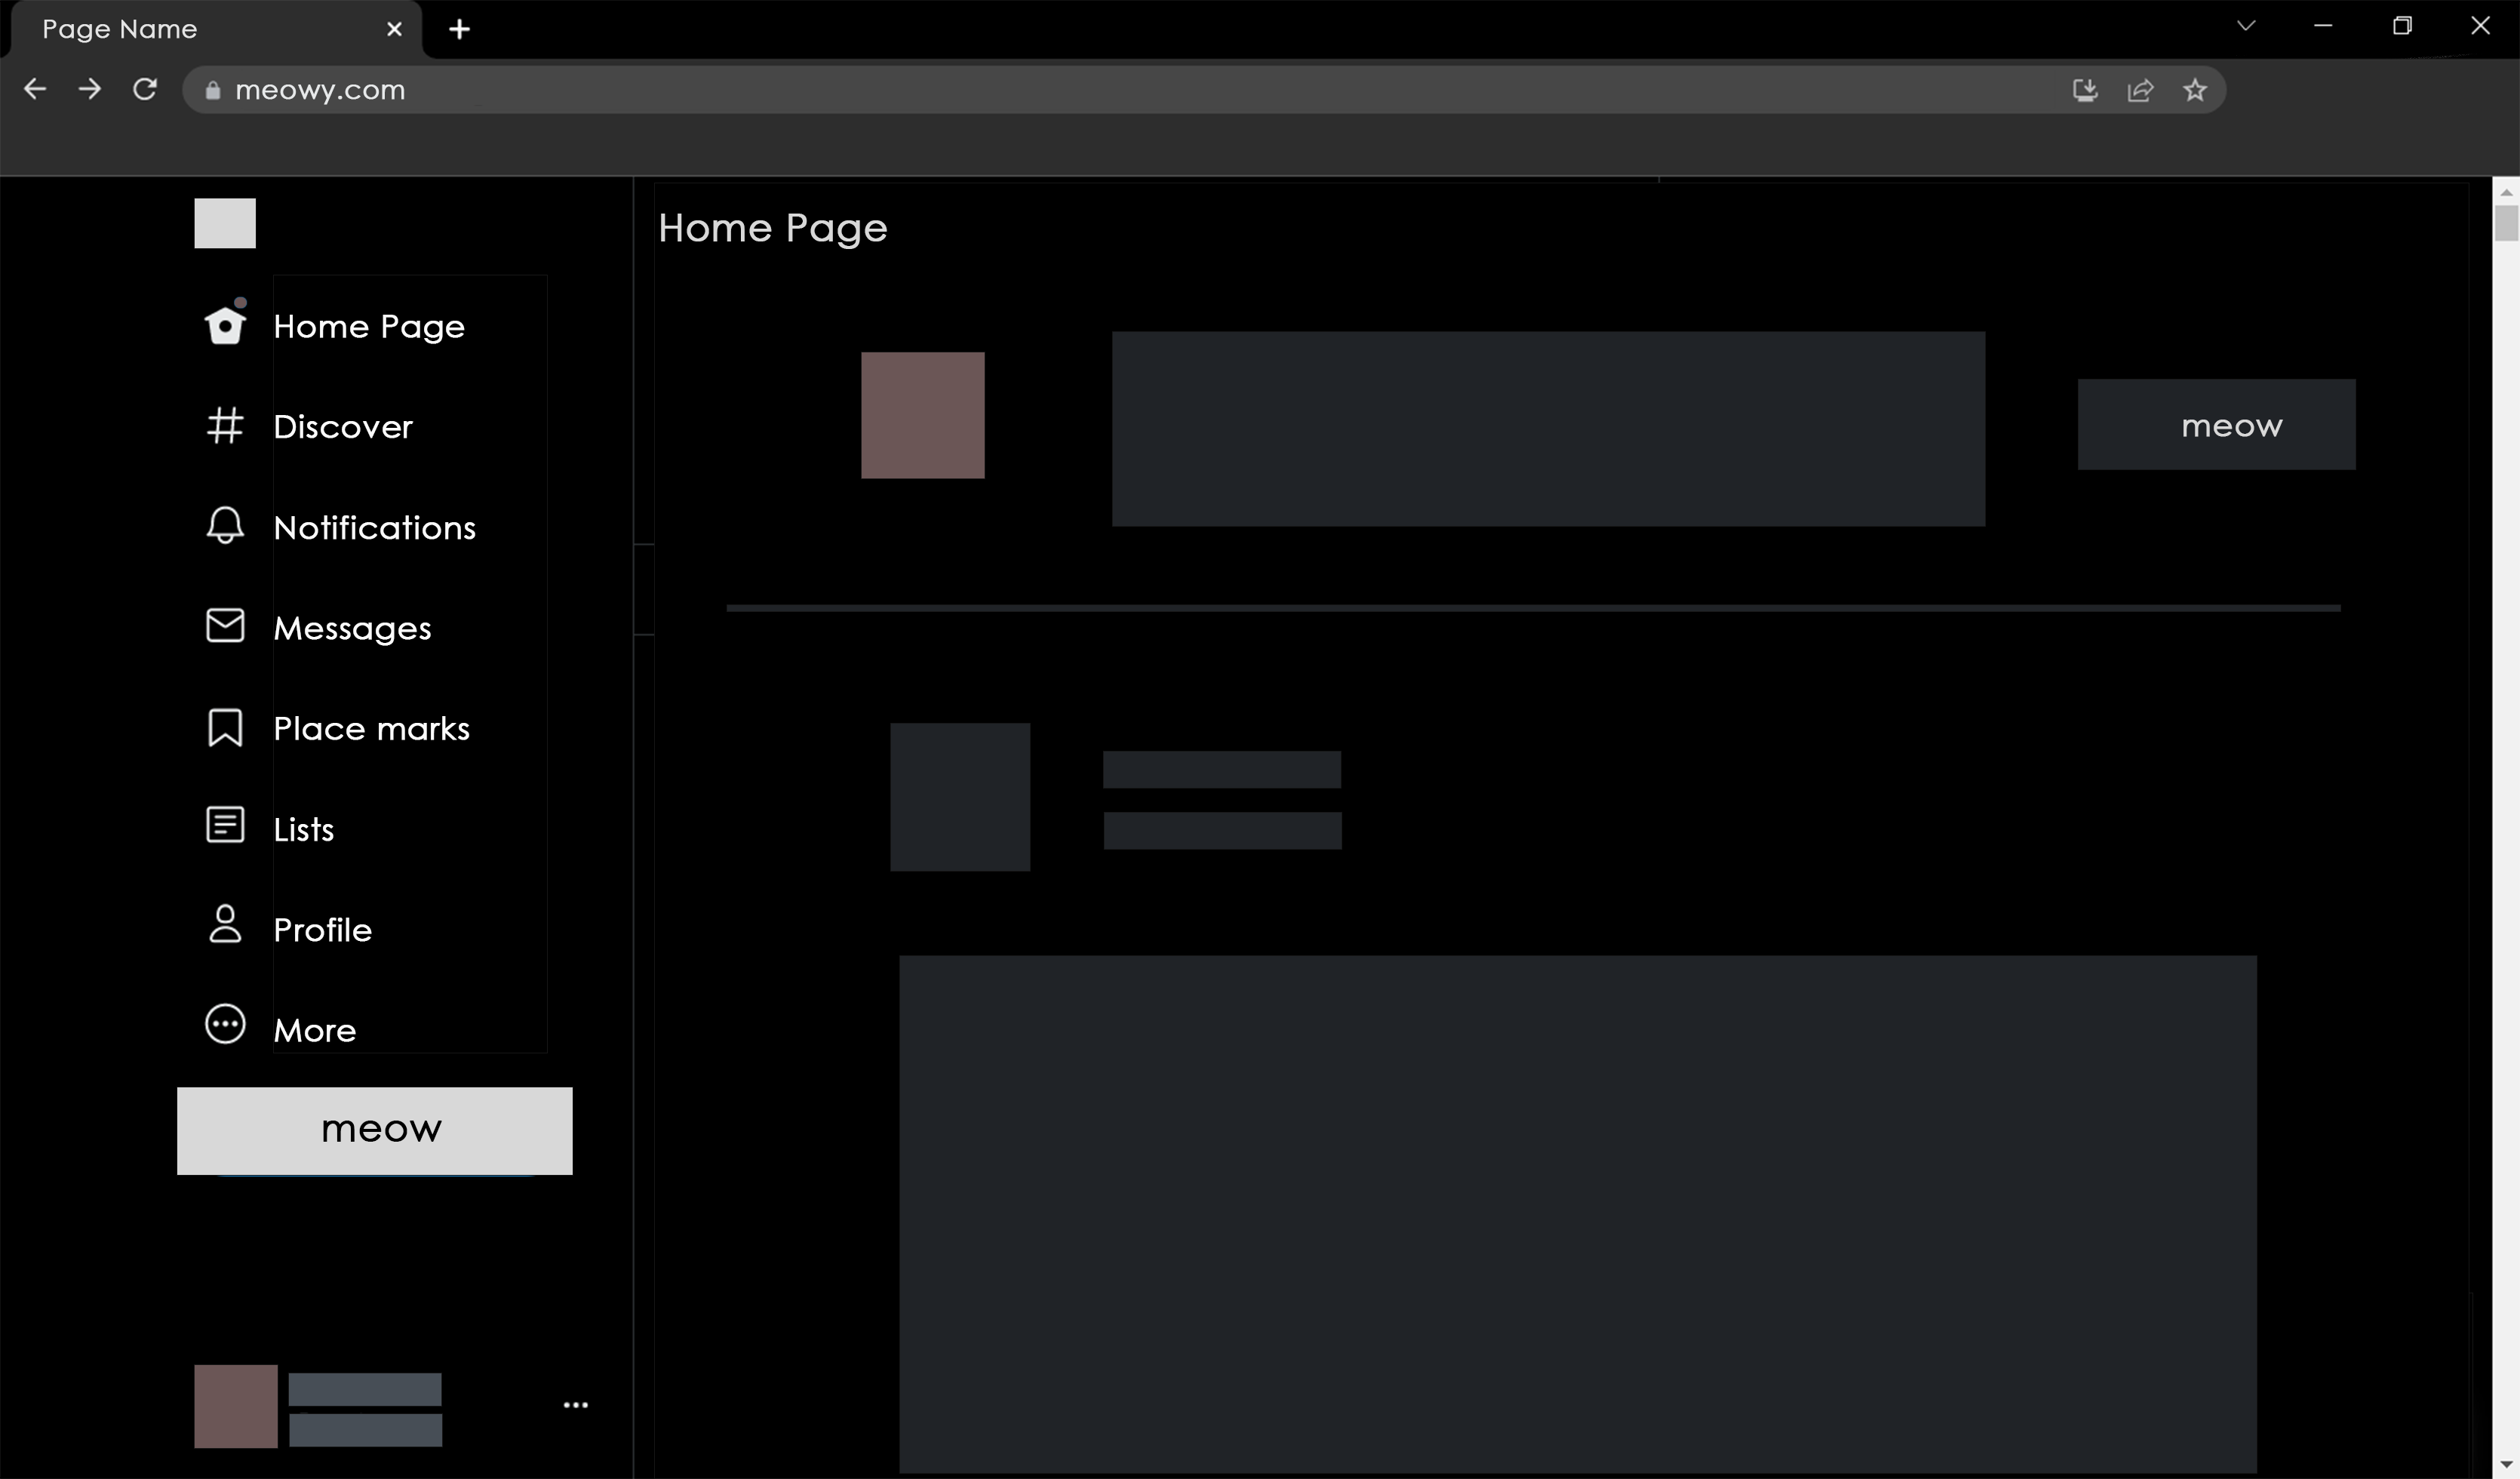 Page Name
meowy.com
Home Page
Home Page
Discover
Notifications
Messages
Place marks
Lists
Profile
More
meow
meow